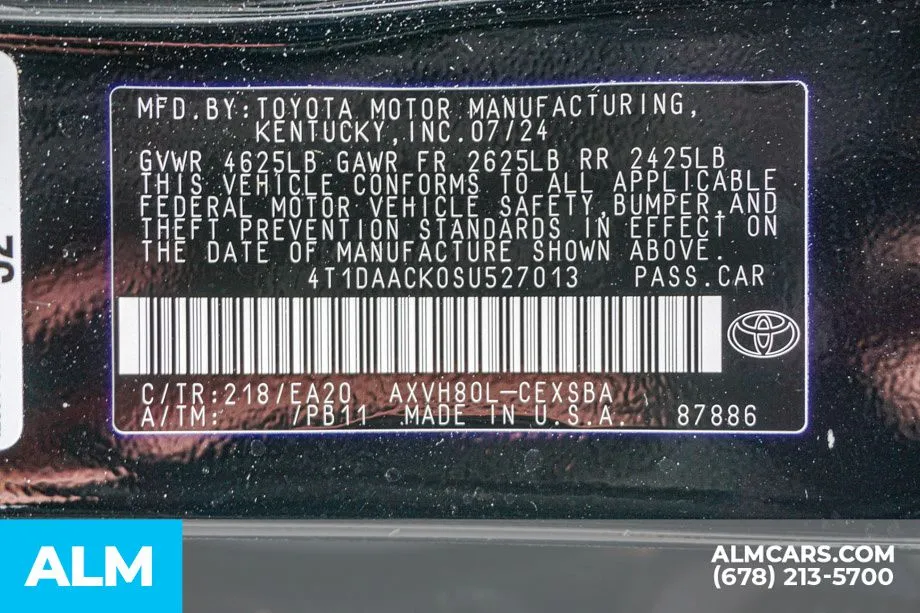 MFD.BY:TOYOTA MOTOR MANUFACTURING,
KENTUCKY,INC.07/24
GVWR 4625LB GAWR FR 2625LB RR 2425LB
THIS VEHICLE CONFORMS TO ALL APPLICABLE
FEDERAL MOTOR VEHICLE SAFETY,BUMPER,AND
THEFT PREVENTION STANDARDS IN EFFECT ON
THE DATE OF MANUFACTURE SHOWN ABOVE.
4T1DAACK0SU527013 PASS.CAR
C/TR:218/EA20 AXVH80L-CEXSBA
A/TM: /PB11 MADE IN U.S.A. 87886
ALM
ALMCARS.COM
(678) 213-5700